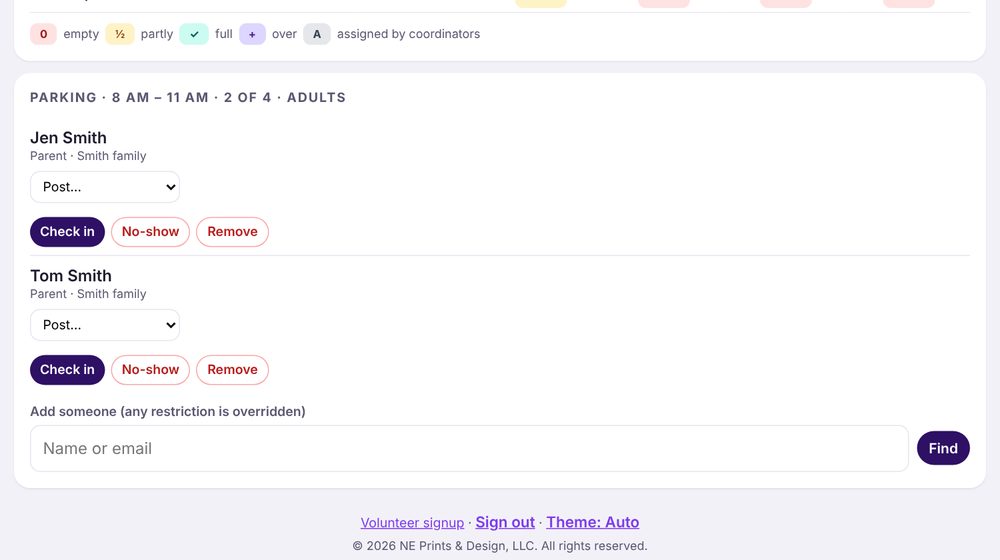 0 empty ½ partly ✓ full + over A assigned by coordinators
PARKING · 8 AM – 11 AM · 2 OF 4 · ADULTS
Jen Smith
Parent · Smith family
Post...
Check in No-show Remove
Tom Smith
Parent · Smith family
Post...
Check in No-show Remove
Add someone (any restriction is overridden)
Name or email Find
Volunteer signup · Sign out · Theme: Auto
© 2026 NE Prints & Design, LLC. All rights reserved.